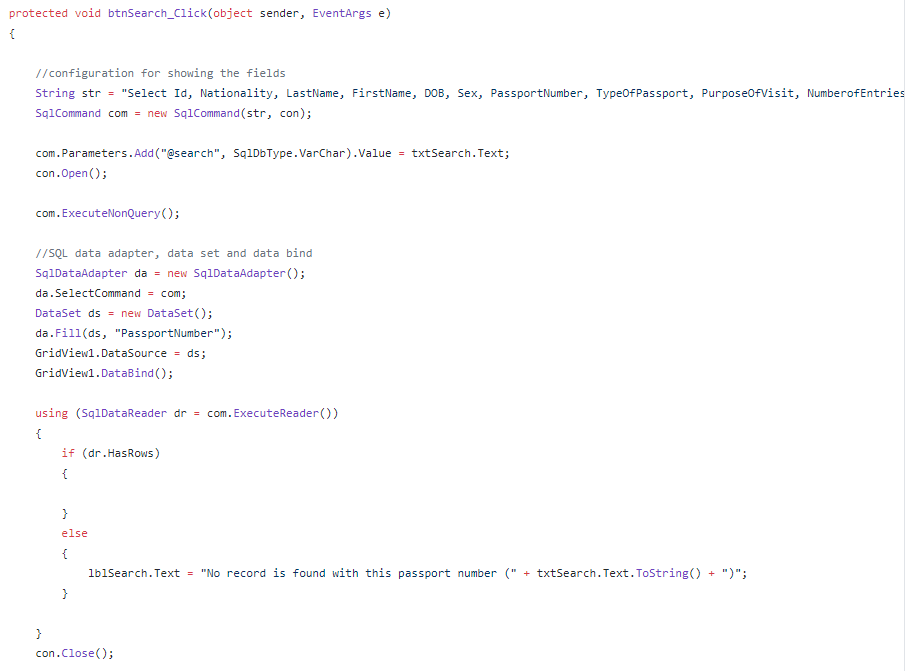 protected void btnSearch_Click(object sender, EventArgs e)
{
//configuration for showing the fields
String str = "Select Id, Nationality, LastName, FirstName, DOB, Sex, PassportNumber, TypeOfPassport, PurposeOfVisit, NumberofEntries
SqlCommand com = new SqlCommand(str, con);
com.Parameters.Add("@search", SqlDbType.VarChar).Value = txtSearch.Text;
con.Open();
com.ExecuteNonQuery();
//SQL data adapter, data set and data bind
SqlDataAdapter da = new SqlDataAdapter();
da.SelectCommand = com;
DataSet ds = new DataSet();
da.Fill(ds, "PassportNumber");
GridView1.DataSource = ds;
GridView1.DataBind();
using (SqlDataReader dr = com.ExecuteReader())
{
if (dr.HasRows)
{
}
else
{
lblSearch.Text = "No record is found with this passport number (" + txtSearch.Text.ToString() + ")";
}
}
con.Close();